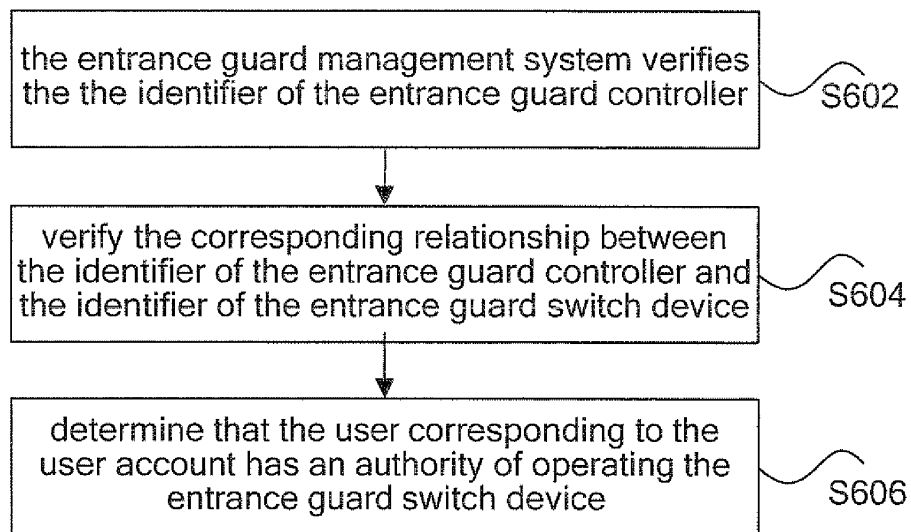 the entrance guard management system verifies
the the identifier of the entrance guard controller
S602
verify the corresponding relationship between
the identifier of the entrance guard controller and
the identifier of the entrance guard switch device
S604
determine that the user corresponding to the
user account has an authority of operating the
entrance guard switch device
S606